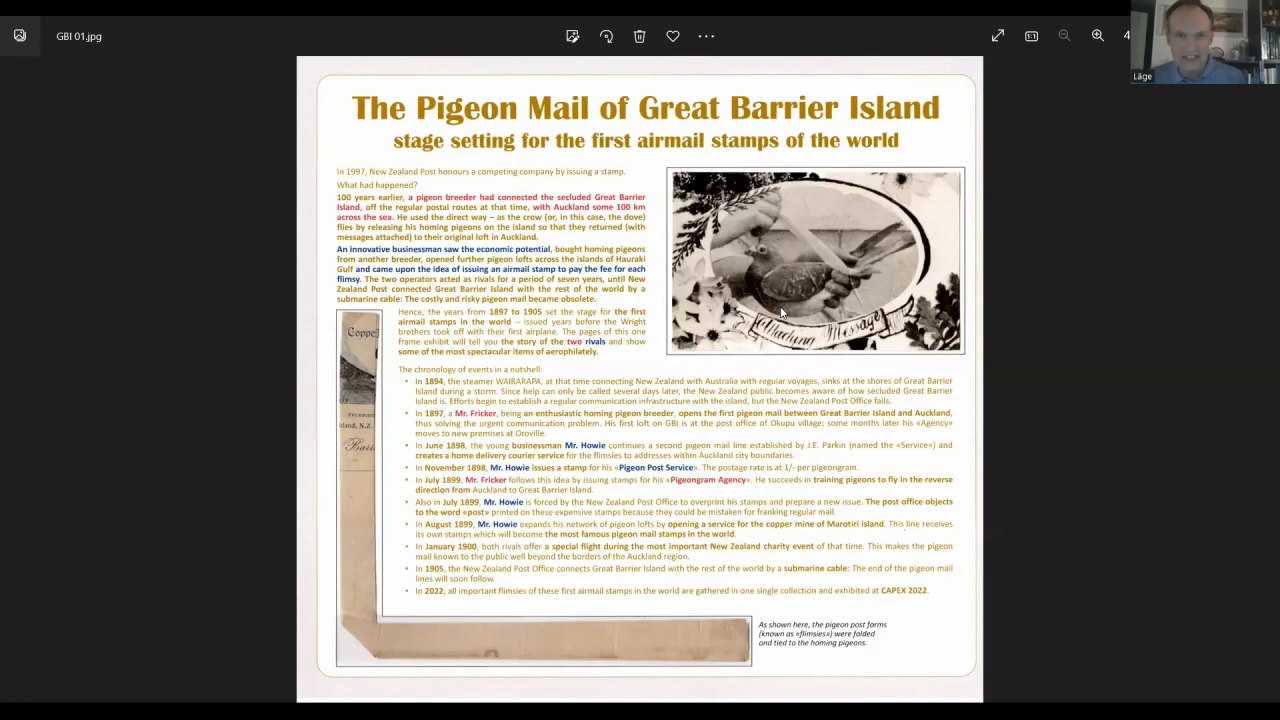 GBI 01.jpg
4
Läge
The Pigeon Mail of Great Barrier Island
stage setting for the first airmail stamps of the world
In 1997, New Zealand Post honours a competing company by issuing a stamp.
What had happened?
100 years earlier, a pigeon breeder had connected the secluded Great Barrier
Island, off the regular postal routes at that time, with Auckland some 100 km
across the sea. He used the direct way – as the crow (or, in this case, the dove)
flies by releasing his homing pigeons on the island so that they returned (with
messages attached) to their original loft in Auckland.
An innovative businessman saw the economic potential, bought homing pigeons
from another breeder, opened further pigeon lofts across the islands of Hauraki
Gulf and came upon the idea of issuing an airmail stamp to pay the fee for each
flimsy. The two operators acted as rivals for a period of seven years, until New
Zealand Post connected Great Barrier Island with the rest of the world by a
submarine cable: The costly and risky pigeon mail became obsolete.
Hence, the years from 1897 to 1905 set the stage for the first
airmail stamps in the world – issued years before the Wright
brothers took off with their first airplane. The pages of this one
frame exhibit will tell you the story of the two rivals and show
some of the most spectacular items of aerophilately.
Attaching Message
Coppe
TELEPHO
sland, N.Z.
Barri
The chronology of events in a nutshell:
• In 1894, the steamer WAIRARAPA, at that time connecting New Zealand with Australia with regular voyages, sinks at the shores of Great Barrier
Island during a storm. Since help can only be called several days later, the New Zealand public becomes aware of how secluded Great Barrier
Island is. Efforts begin to establish a regular communication infrastructure with the island, but the New Zealand Post Office fails.
• In 1897, a Mr. Fricker, being an enthusiastic homing pigeon breeder, opens the first pigeon mail between Great Barrier Island and Auckland,
thus solving the urgent communication problem. His first loft on GBI is at the post office of Okupu village; some months later his «Agency»
moves to new premises at Oroville.
• In June 1898, the young businessman Mr. Howie continues a second pigeon mail line established by J.E. Parkin (named the «Service») and
creates a home delivery courier service for the flimsies to addresses within Auckland city boundaries.
• In November 1898, Mr. Howie issues a stamp for his «Pigeon Post Service». The postage rate is at 1/- per pigeongram.
• In July 1899, Mr. Fricker follows this idea by issuing stamps for his «Pigeongram Agency». He succeeds in training pigeons to fly in the reverse
direction from Auckland to Great Barrier Island.
• Also in July 1899, Mr. Howie is forced by the New Zealand Post Office to overprint his stamps and prepare a new issue. The post office objects
to the word «post» printed on these expensive stamps because they could be mistaken for franking regular mail.
• In August 1899, Mr. Howie expands his network of pigeon lofts by opening a service for the copper mine of Marotiri island. This line receives
its own stamps which will become the most famous pigeon mail stamps in the world.
• In January 1900, both rivals offer a special flight during the most important New Zealand charity event of that time. This makes the pigeon
mail known to the public well beyond the borders of the Auckland region.
• In 1905, the New Zealand Post Office connects Great Barrier Island with the rest of the world by a submarine cable: The end of the pigeon mail
lines will soon follow.
• In 2022, all important flimsies of these first airmail stamps in the world are gathered in one single collection and exhibited at CAPEX 2022.
As shown here, the pigeon post forms
(known as «flimsies») were folded
and tied to the homing pigeons.